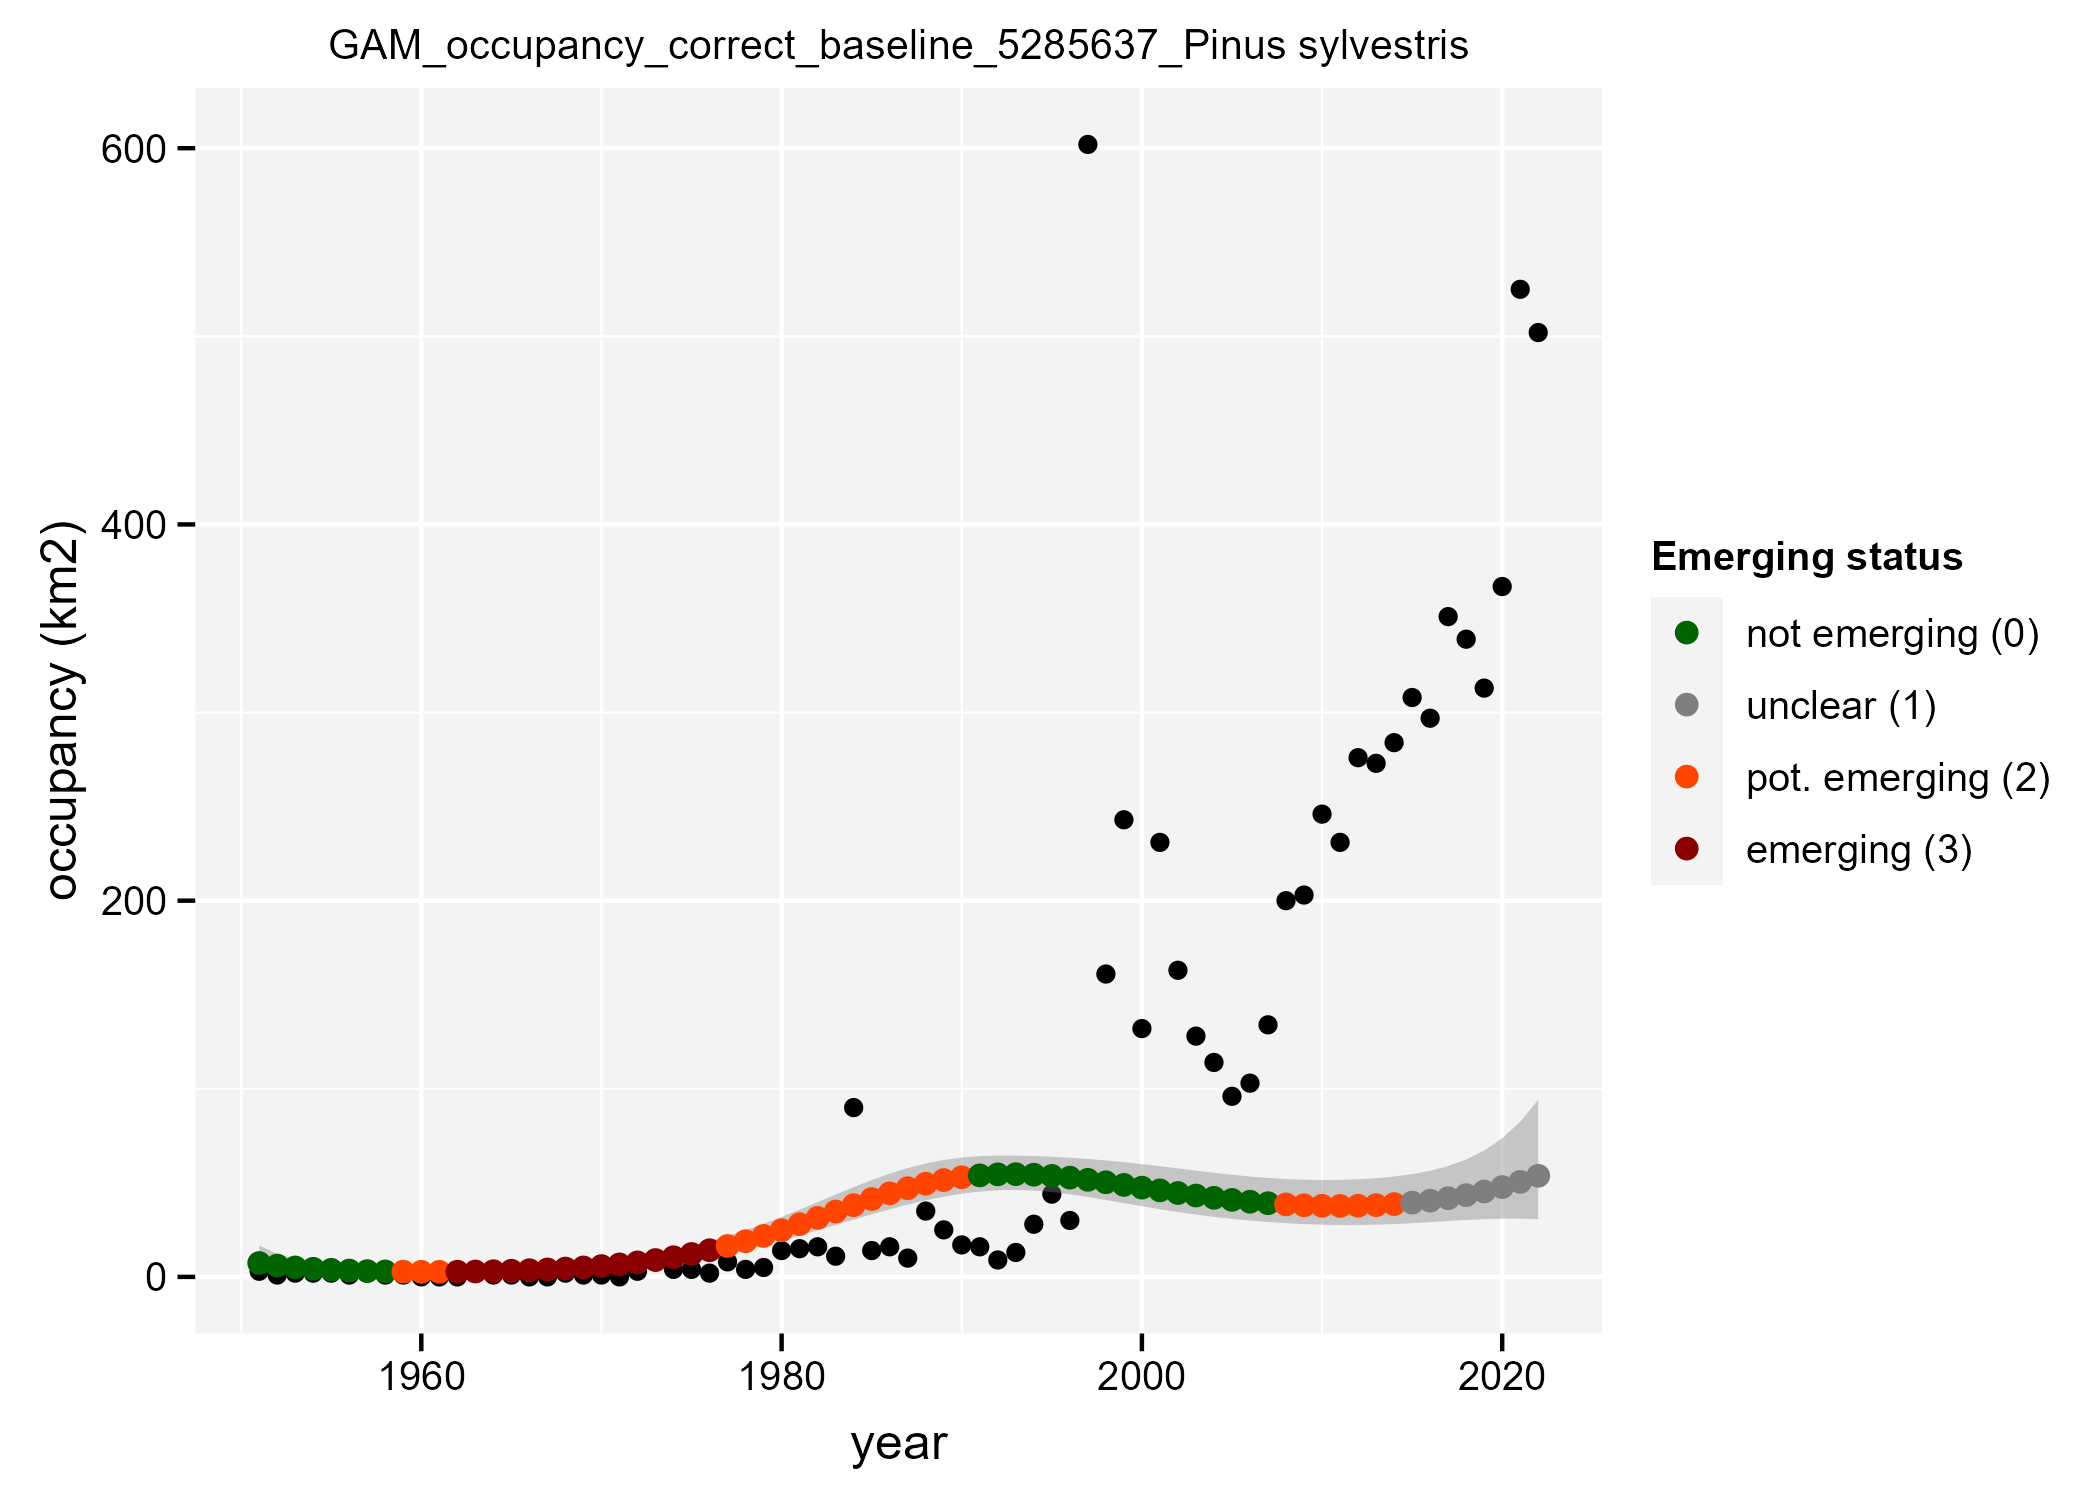 GAM_occupancy_correct_baseline_5285637_Pinus sylvestris
600
400
200
0
occupancy (km2)
1960
1980
2000
2020
year
Emerging status
not emerging (0)
unclear (1)
pot. emerging (2)
emerging (3)